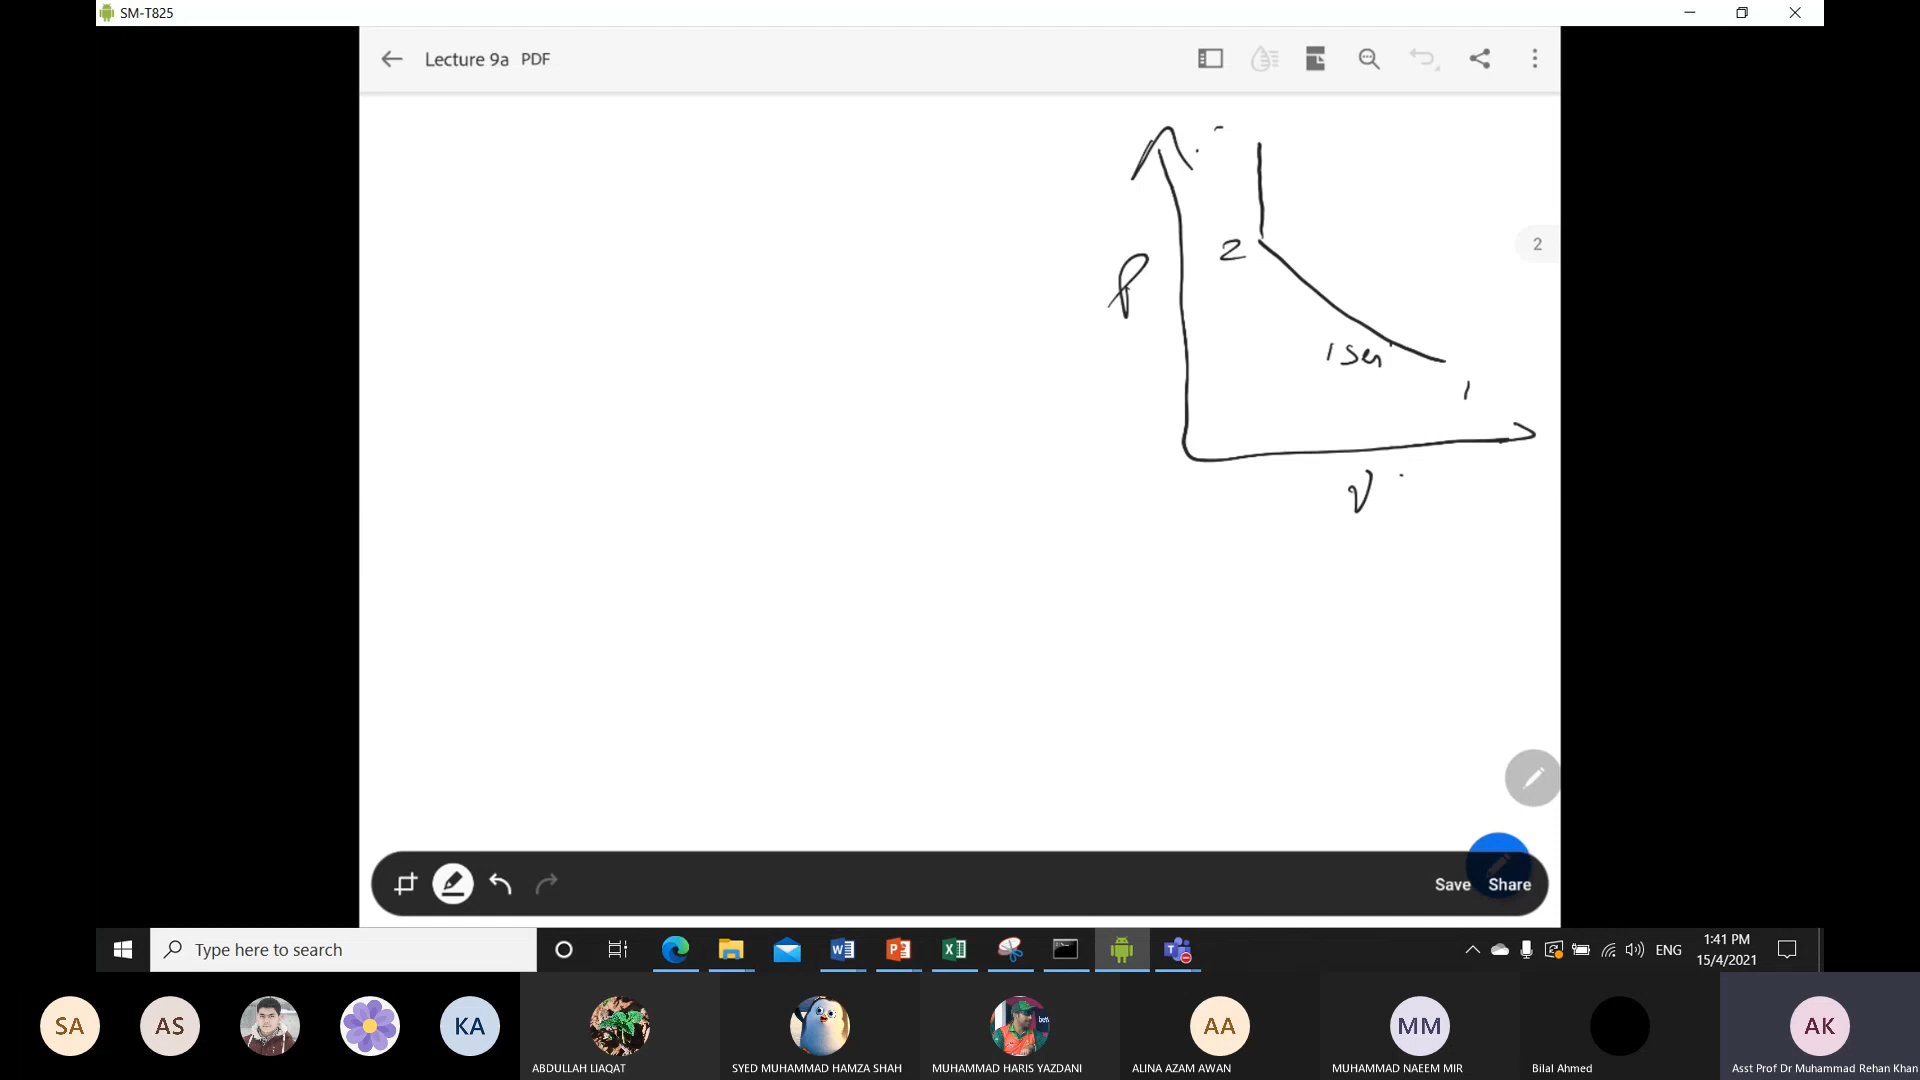 SM-T825
Lecture 9a PDF
2
2
P
1 sen
1
V
Save Share
Type here to search
ENG
1:41 PM
15/4/2021
SA
AS
KA
AA
MM
AK
ABDULLAH LIAQAT
SYED MUHAMMAD HAMZA SHAH
MUHAMMAD HARIS YAZDANI
ALINA AZAM AWAN
MUHAMMAD NAEEM MIR
Bilal Ahmed
Asst Prof Dr Muhammad Rehan Khan